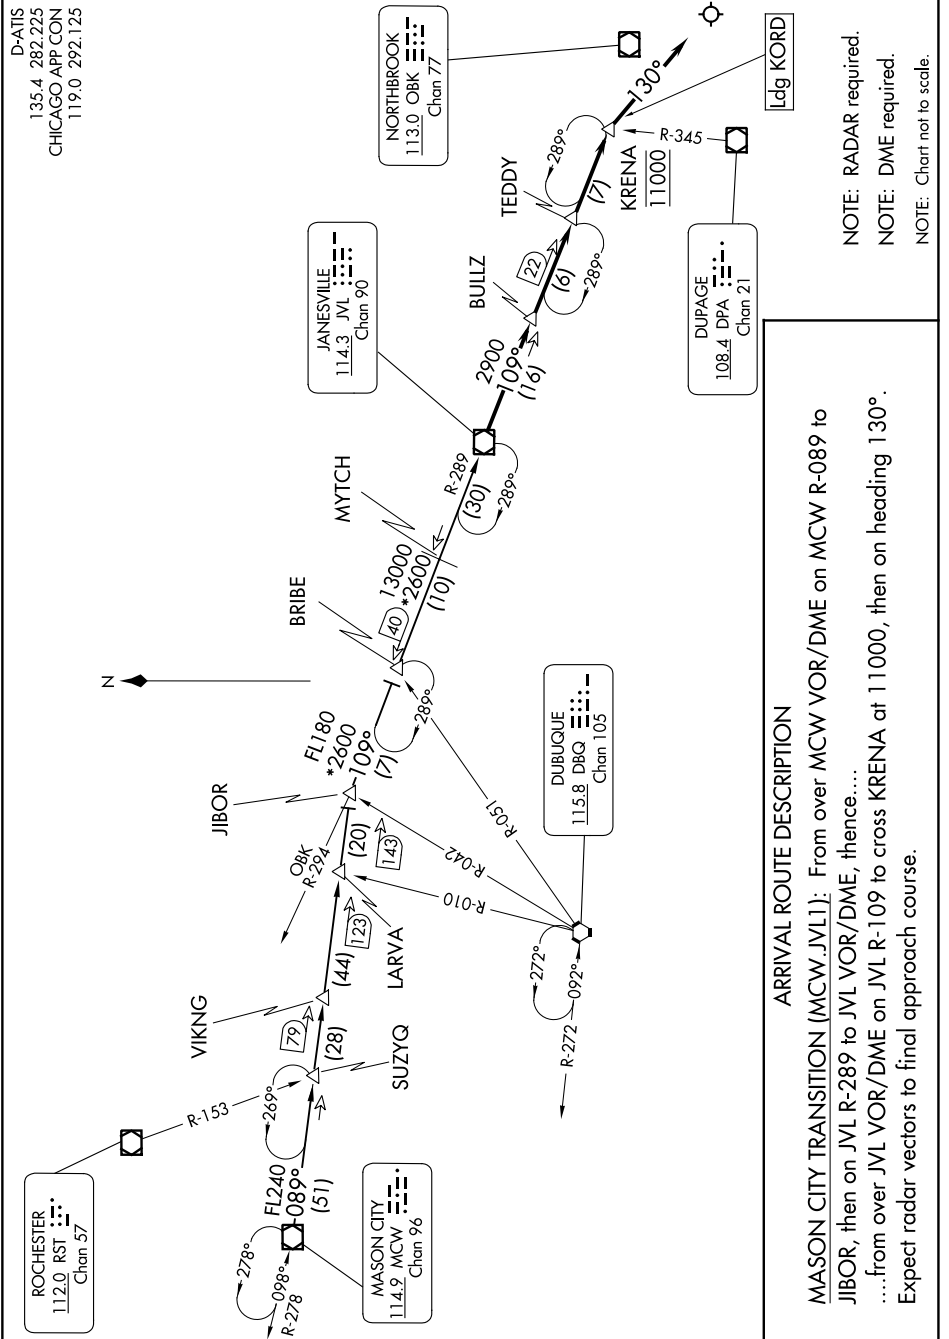 D-ATIS
135.4 282.225
CHICAGO APP CON
119.0 292.125
ROCHESTER
112.0 RST
Chan 57
R-153
MASON CITY
114.9 MCW
Chan 96
278°
098°
R-278
FL240
089°
(51)
269°
SUZYQ
VIKNG
79
(28)
(44)
123
LARVA
(20)
143
JIBOR
OBK
R-294
FL180
*2600
109°
(7)
N
BRIBE
289°
40
13000
*2600
(10)
MYTCH
R-289
(30)
289°
JANESVILLE
114.3 JVL
Chan 90
2900
109°
(16)
BULLZ
22
(6)
289°
TEDDY
289°
(7)
KRENA
11000
130°
Ldg KORD
R-345
NORTHBROOK
113.0 OBK
Chan 77
DUPAGE
108.4 DPA
Chan 21
DUBUQUE
115.8 DBQ
Chan 105
R-051
R-042
R-010
272°
092°
R-272
NOTE: RADAR required.
NOTE: DME required.
NOTE: Chart not to scale.
ARRIVAL ROUTE DESCRIPTION
MASON CITY TRANSITION (MCW.JVL1): From over MCW VOR/DME on MCW R-089 to
JIBOR, then on JVL R-289 to JVL VOR/DME, thence....
....from over JVL VOR/DME on JVL R-109 to cross KRENA at 11000, then on heading 130°.
Expect radar vectors to final approach course.